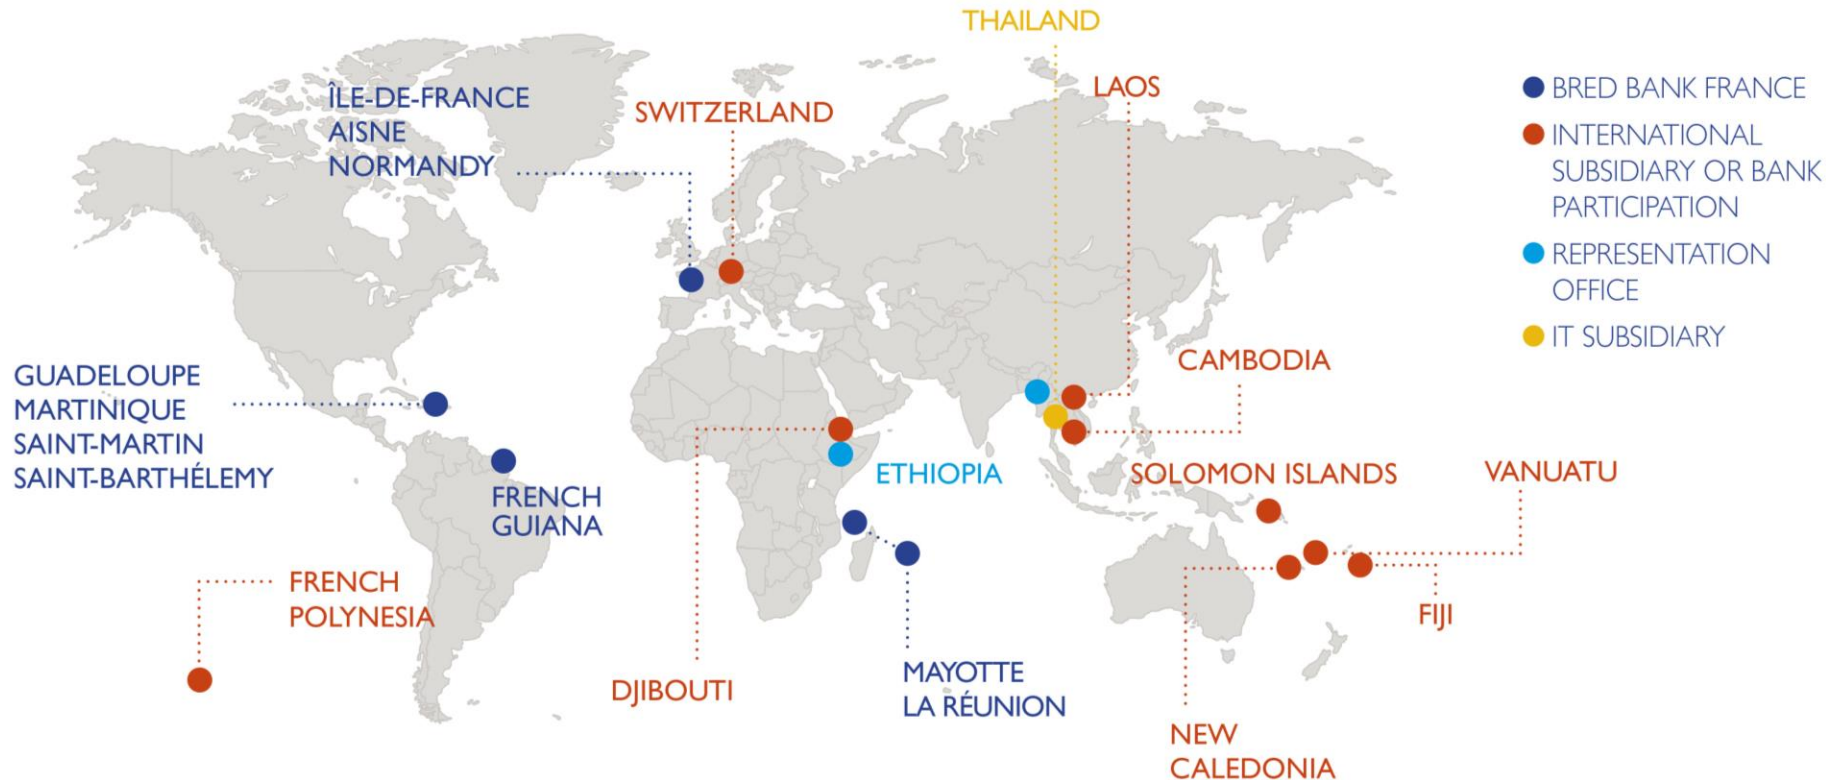 THAILAND
LAOS
ÎLE-DE-FRANCE
AISNE
NORMANDY
SWITZERLAND
BRED BANK FRANCE
INTERNATIONAL
SUBSIDIARY OR BANK
PARTICIPATION
REPRESENTATION
OFFICE
IT SUBSIDIARY
CAMBODIA
GUADELOUPE
MARTINIQUE
SAINT-MARTIN
SAINT-BARTHÉLEMY
FRENCH
GUIANA
ETHIOPIA
SOLOMON ISLANDS
VANUATU
FRENCH
POLYNESIA
FIJI
DJIBOUTI
MAYOTTE
LA RÉUNION
NEW
CALEDONIA